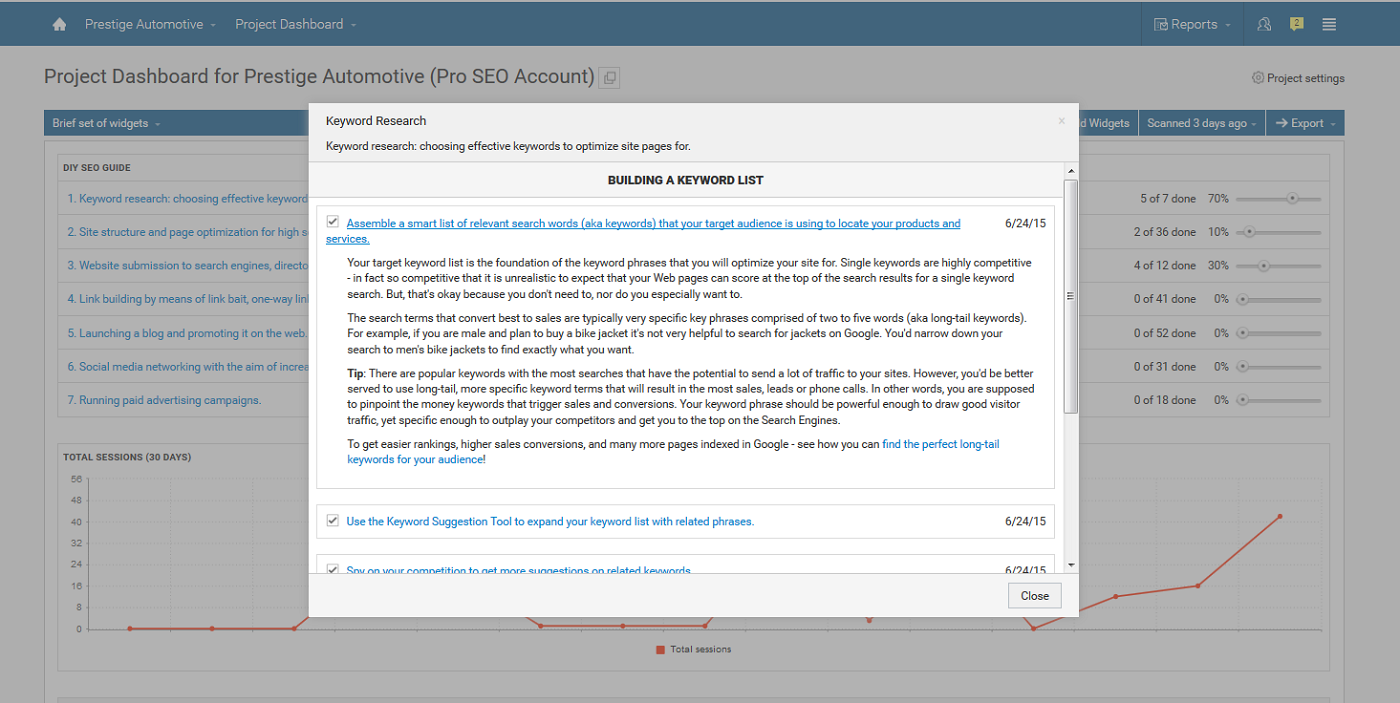 Prestige Automotive
Project Dashboard
Reports
2
Project Dashboard for Prestige Automotive (Pro SEO Account)
Project settings
Brief set of widgets
Widgets
Scanned 3 days ago
Export
Keyword Research
×
Keyword research: choosing effective keywords to optimize site pages for.
BUILDING A KEYWORD LIST
Assemble a smart list of relevant search words (aka keywords) that your target audience is using to locate your products and
services.
6/24/15
Your target keyword list is the foundation of the keyword phrases that you will optimize your site for. Single keywords are highly competitive
- in fact so competitive that it is unrealistic to expect that your Web pages can score at the top of the search results for a single keyword
search. But, that's okay because you don't need to, nor do you especially want to.
The search terms that convert best to sales are typically very specific key phrases comprised of two to five words (aka long-tail keywords).
For example, if you are male and plan to buy a bike jacket it's not very helpful to search for jackets on Google. You'd narrow down your
search to men's bike jackets to find exactly what you want.
Tip: There are popular keywords with the most searches that have the potential to send a lot of traffic to your sites. However, you'd be better
served to use long-tail, more specific keyword terms that will result in the most sales, leads or phone calls. In other words, you are supposed
to pinpoint the money keywords that trigger sales and conversions. Your keyword phrase should be powerful enough to draw good visitor
traffic, yet specific enough to outplay your competitors and get you to the top on the Search Engines.
To get easier rankings, higher sales conversions, and many more pages indexed in Google - see how you can find the perfect long-tail
keywords for your audience!
Use the Keyword Suggestion Tool to expand your keyword list with related phrases.
6/24/15
Spy on your competition to get more suggestions on related keywords
6/24/15
Close
DIY SEO GUIDE
1. Keyword research: choosing effective keyword
5 of 7 done 70%
2. Site structure and page optimization for high s
2 of 36 done 10%
3. Website submission to search engines, directo
4 of 12 done 30%
4. Link building by means of link bait, one-way lin
0 of 41 done 0%
5. Launching a blog and promoting it on the web.
0 of 52 done 0%
6. Social media networking with the aim of increa
0 of 31 done 0%
7. Running paid advertising campaigns.
0 of 18 done 0%
TOTAL SESSIONS (30 DAYS)
56
48
40
32
24
16
8
0
Total sessions